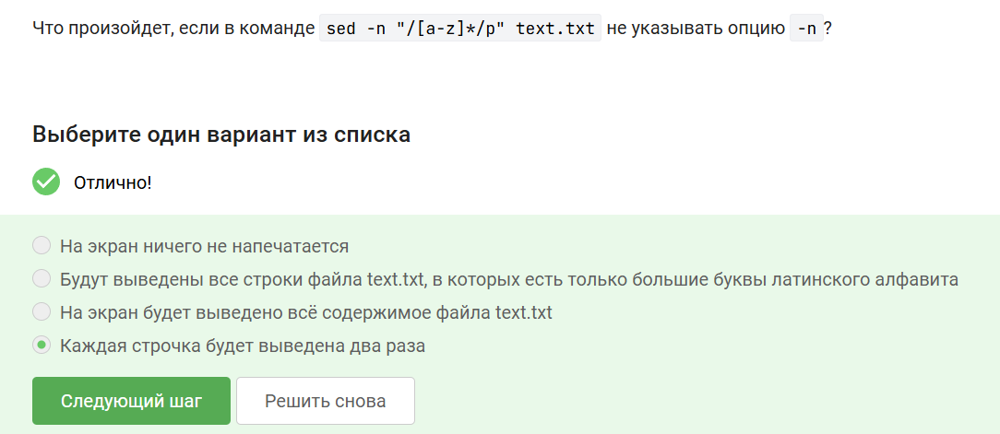 Что произойдет, если в команде sed -n "/[a-z]*/p" text.txt не указывать опцию -n?
Выберите один вариант из списка
Отлично!
На экран ничего не напечатается
Будут выведены все строки файла text.txt, в которых есть только большие буквы латинского алфавита
На экран будет выведено всё содержимое файла text.txt
Каждая строчка будет выведена два раза
Следующий шаг
Решить снова